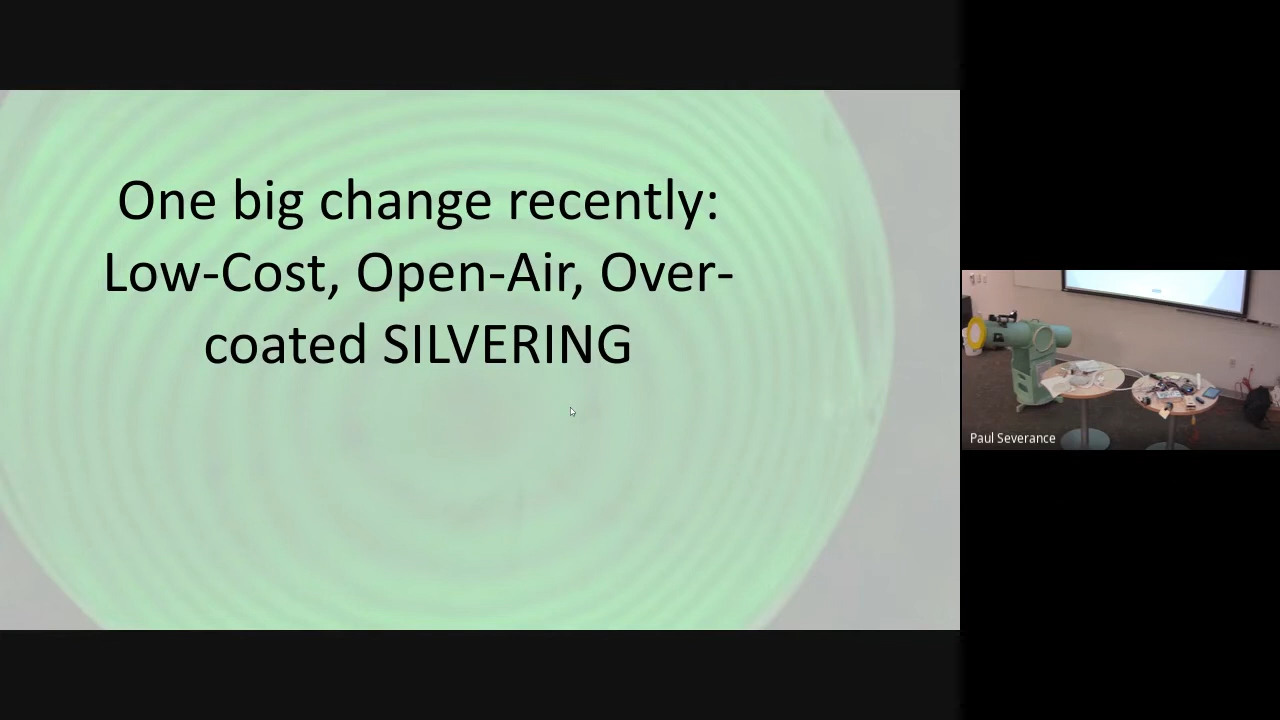 One big change recently:
Low-Cost, Open-Air, Over-
coated SILVERING
Paul Severance